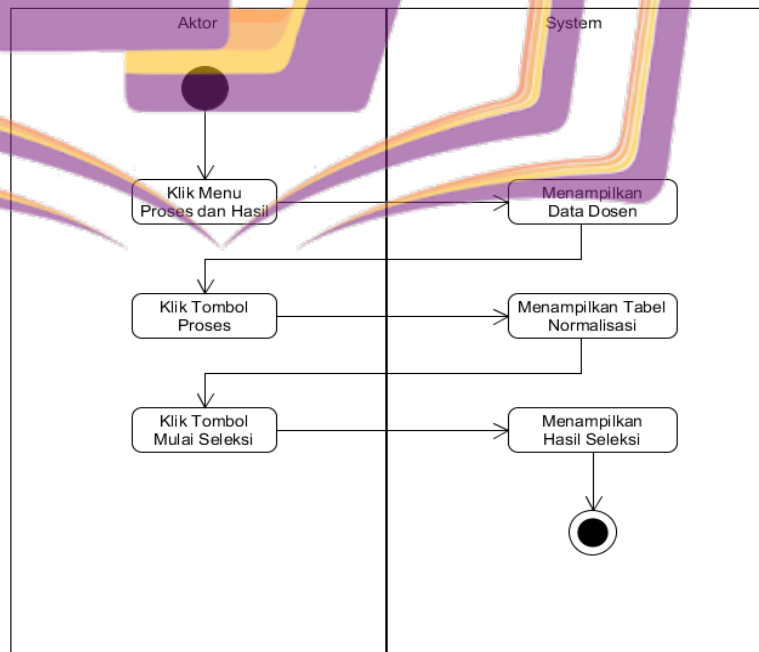 Aktor
System
Klik Menu
Proses dan Hasil
Menampilkan
Data Dosen
Klik Tombol
Proses
Menampilkan Tabel
Normalisasi
Klik Tombol
Mulai Seleksi
Menampilkan
Hasil Seleksi